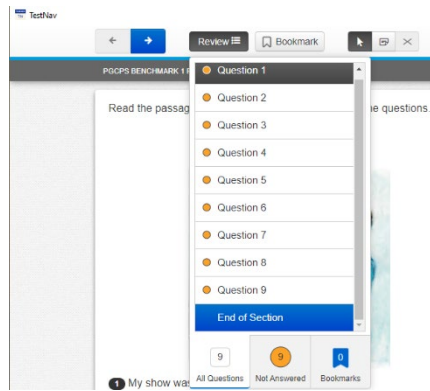 TestNav
Review Bookmark
PGCPS BENCHMARK 1
Question 1
Read the passag e questions.
Question 2
Question 3
Question 4
Question 5
Question 6
Question 7
Question 8
Question 9
End of Section
9 9 0
All Questions Not Answered Bookmarks
1 My show was